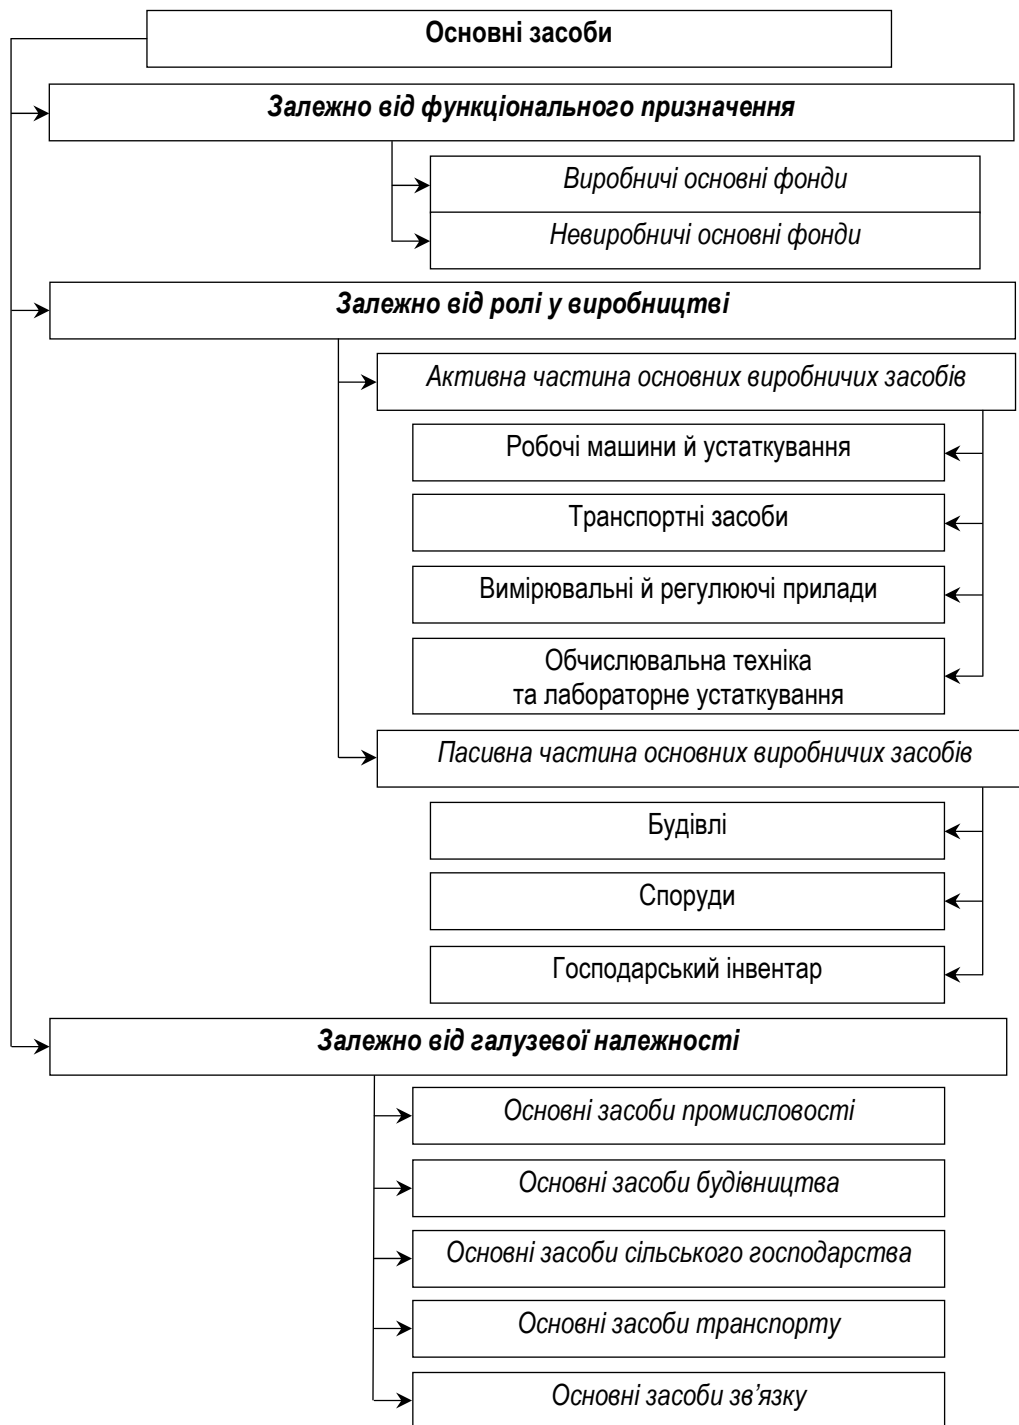 Основні засоби
Залежно від функціонального призначення
Виробничі основні фонди
Невиробничі основні фонди
Залежно від ролі у виробництві
Активна частина основних виробничих засобів
Робочі машини й устаткування
Транспортні засоби
Вимірювальні й регулюючі прилади
Обчислювальна техніка
та лабораторне устаткування
Пасивна частина основних виробничих засобів
Будівлі
Споруди
Господарський інвентар
Залежно від галузевої належності
Основні засоби промисловості
Основні засоби будівництва
Основні засоби сільського господарства
Основні засоби транспорту
Основні засоби зв’язку